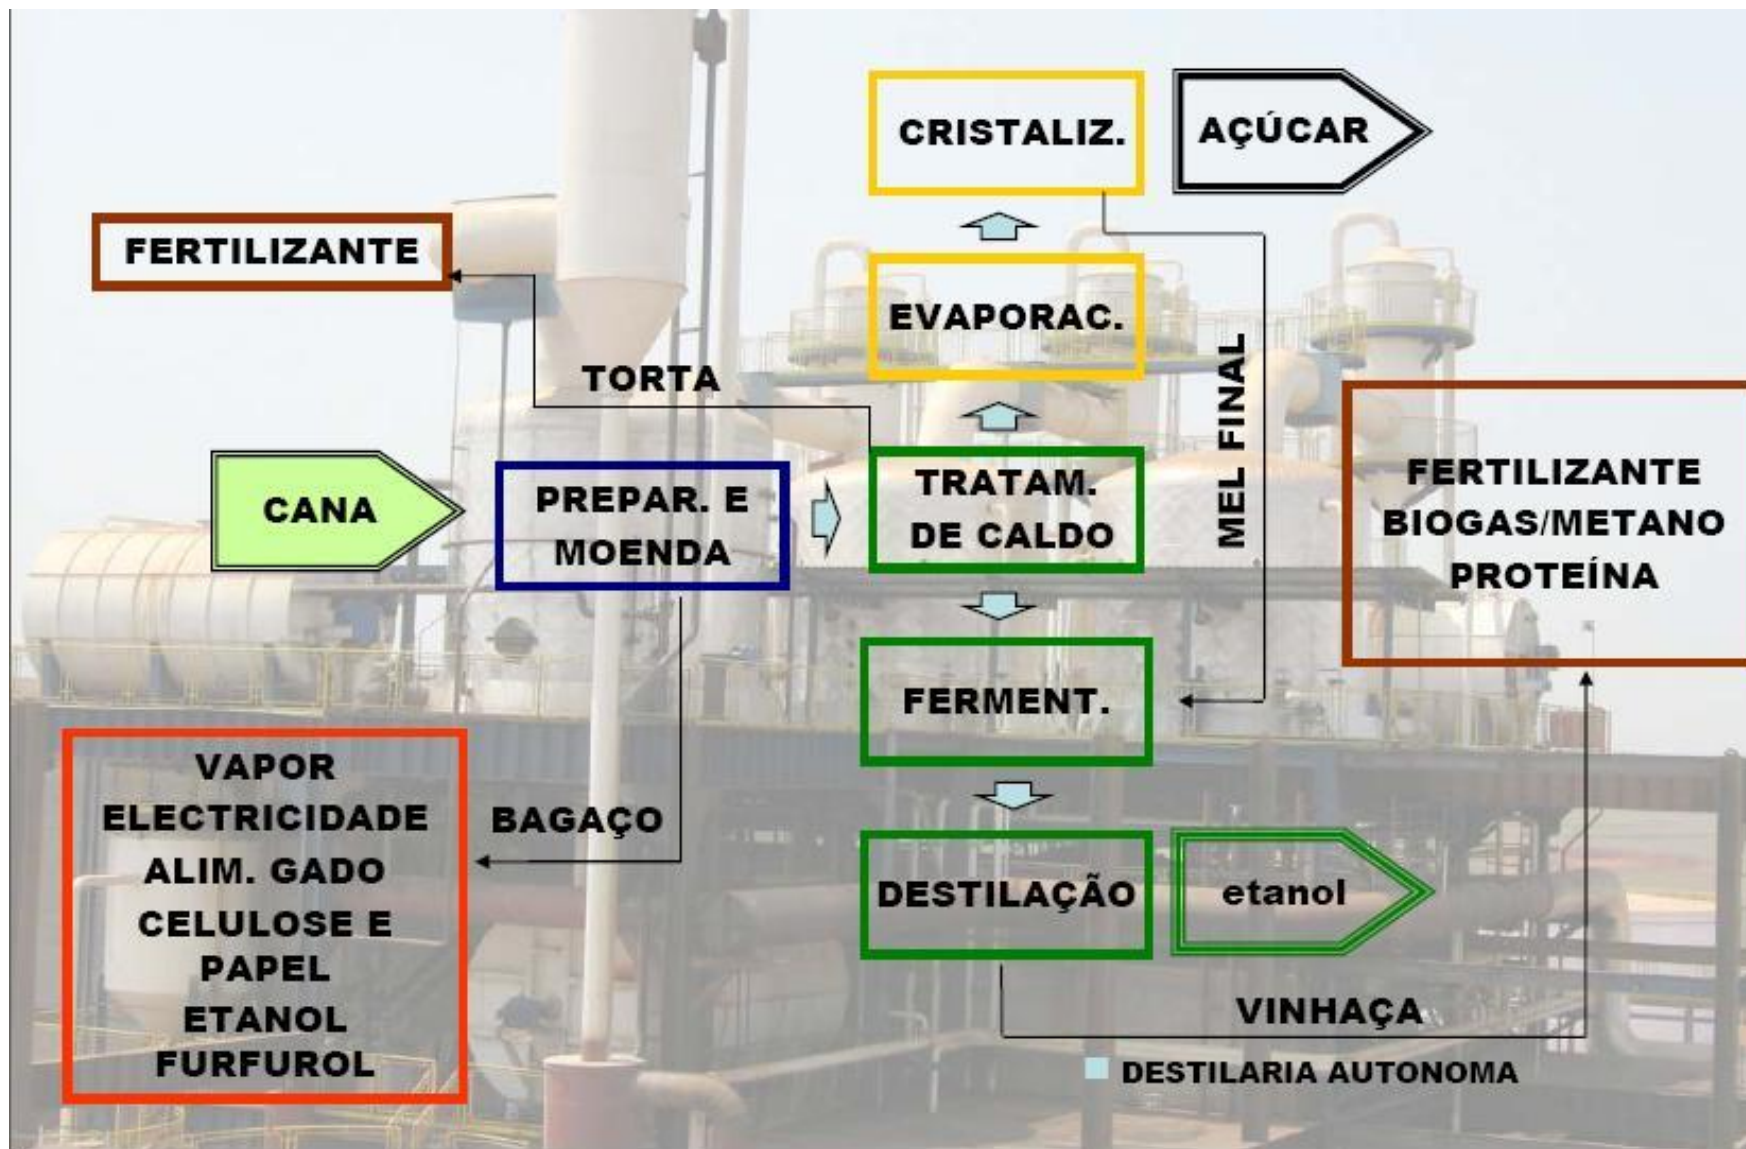 CRISTALIZ.
AÇÚCAR
FERTILIZANTE
EVAPORAC.
TORTA
MEL FINAL
CANA
PREPAR. E
MOENDA
TRATAM.
DE CALDO
FERTILIZANTE
BIOGAS/METANO
PROTEÍNA
FERMENT.
VAPOR
ELECTRICIDADE
ALIM. GADO
CELULOSE E
PAPEL
ETANOL
FURFUROL
BAGAÇO
DESTILAÇÃO
etanol
VINHAÇA
DESTILARIA AUTONOMA